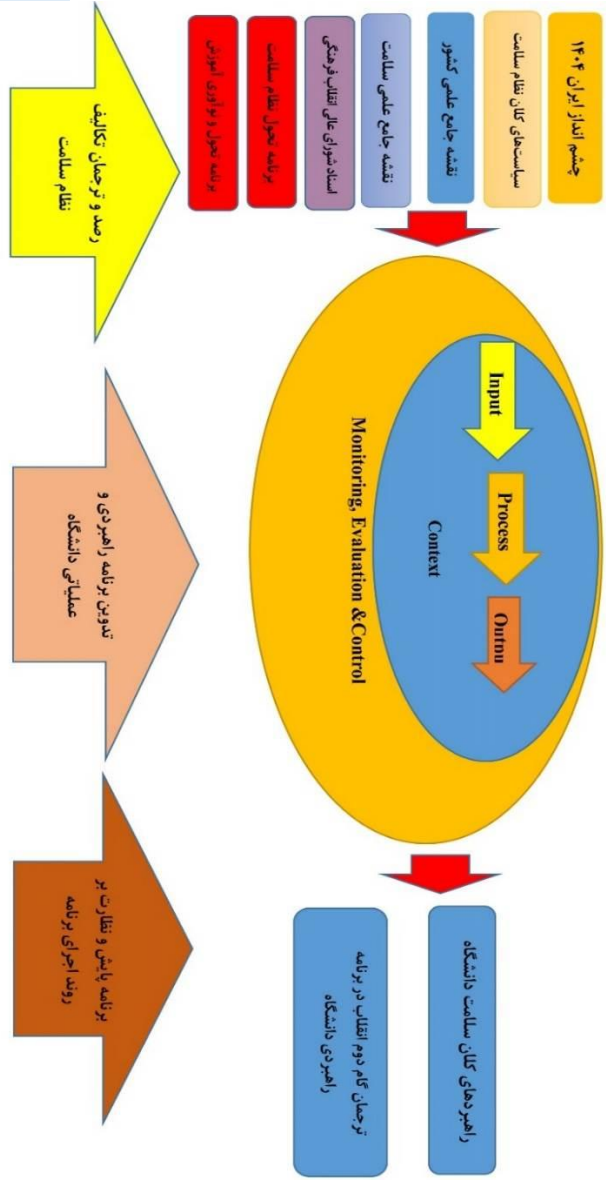 چشم انداز ایران ۱۴۰۴
سیاست‌های کلان نظام سلامت
نقشه جامع علمی کشور
نقشه جامع علمی سلامت
اسناد شورای عالی انقلاب فرهنگی
برنامه تحول نظام سلامت
برنامه تحول و نوآوری آموزش
Input
Process
Outpu
Context
Monitoring, Evaluation &Control
راهبردهای کلان سلامت دانشگاه
ترجمان گام دوم انقلاب در برنامه
راهبردی دانشگاه
رصد و ترجمان تکالیف
نظام سلامت
تدوین برنامه راهبردی و
عملیاتی دانشگاه
برنامه پایش و نظارت بر
روند اجرای برنامه